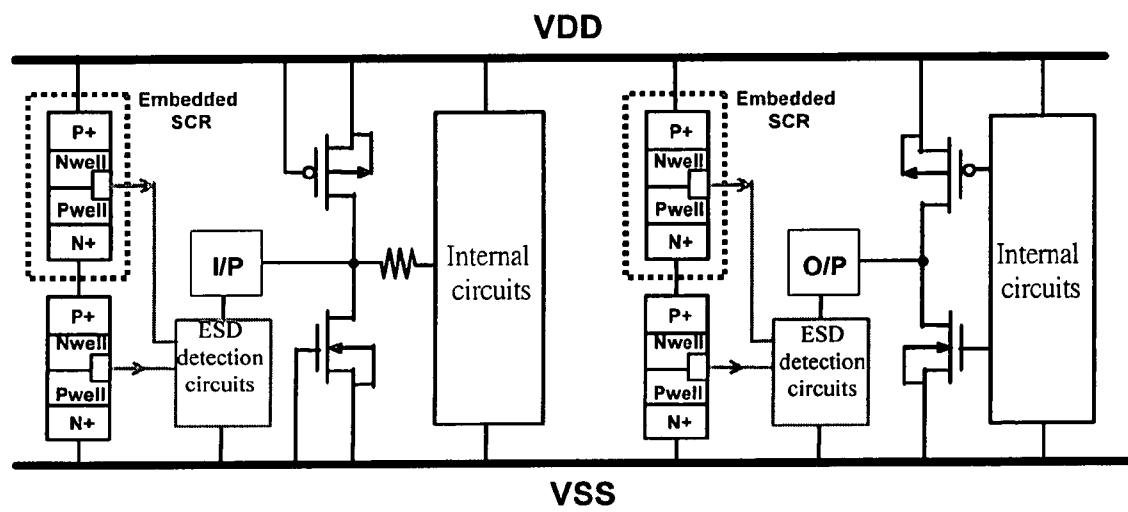 VDD
Embedded
SCR
P+
Nwell
Pwell
N+
P+
Nwell
Pwell
N+
I/P
ESD
detection
circuits
Internal
circuits
Embedded
SCR
P+
Nwell
Pwell
N+
P+
Nwell
Pwell
N+
O/P
ESD
detection
circuits
Internal
circuits
VSS